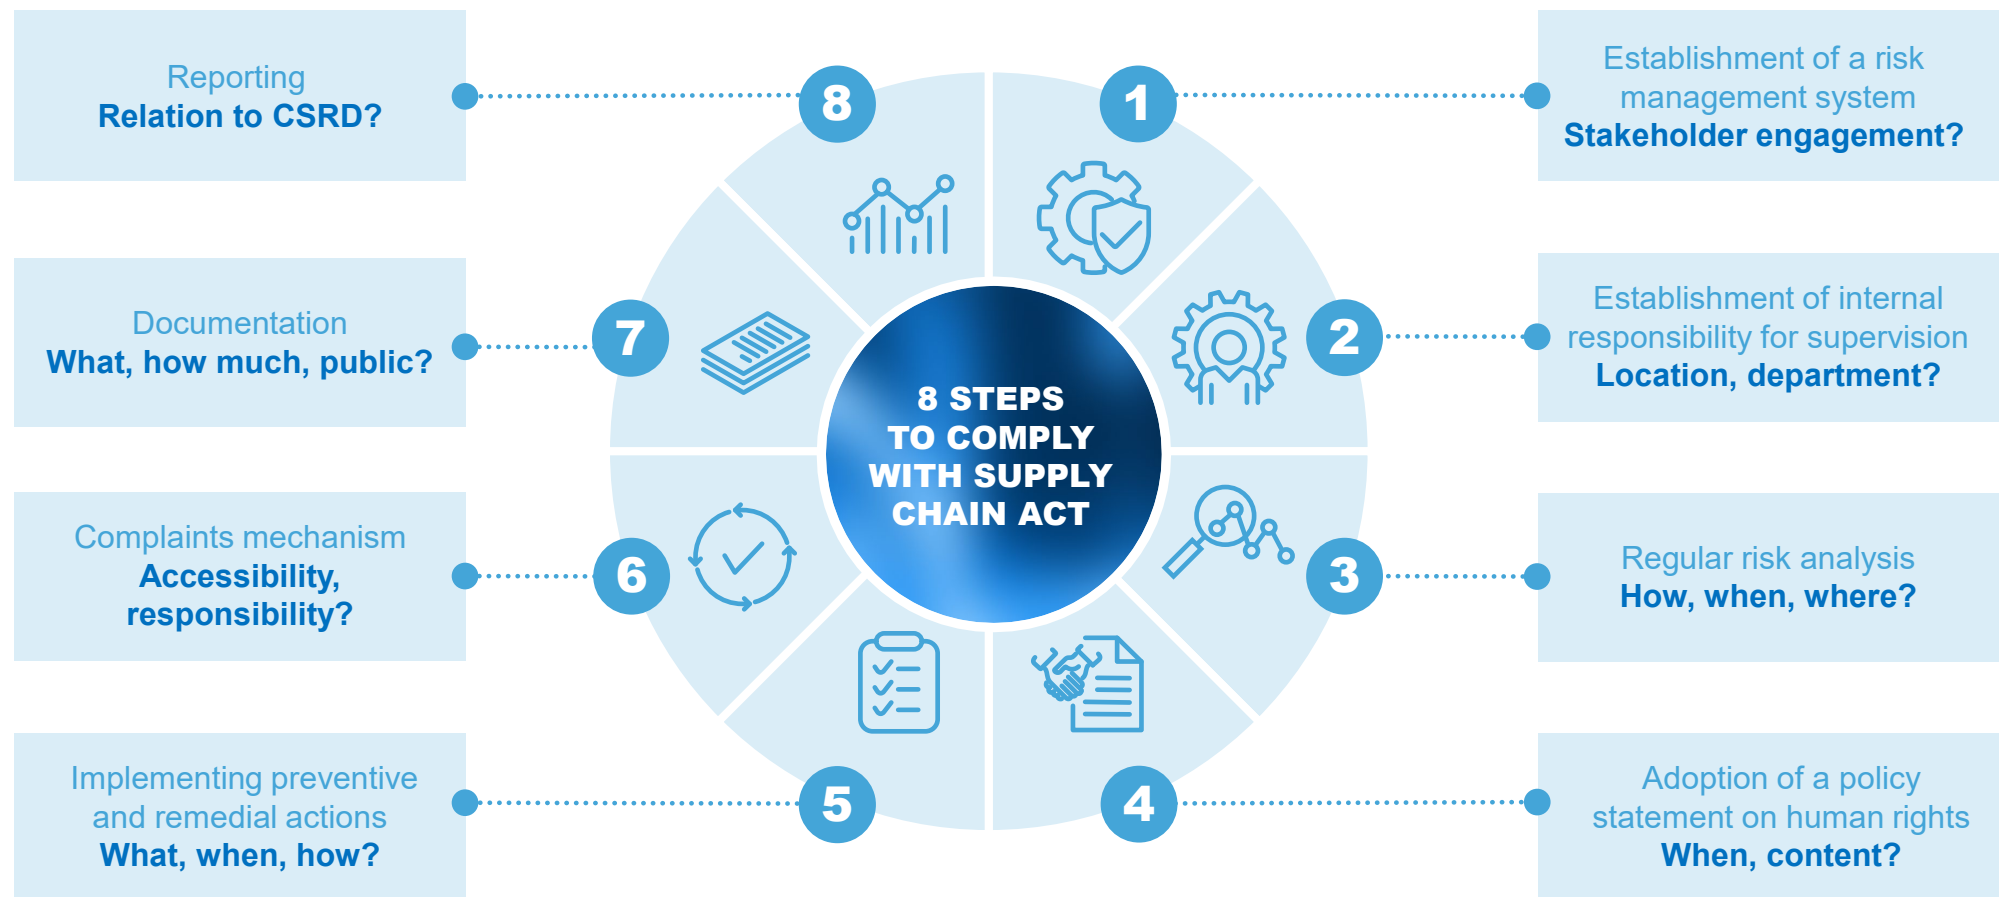 8 STEPS
TO COMPLY
WITH SUPPLY
CHAIN ACT
1
Establishment of a risk
management system
Stakeholder engagement?
2
Establishment of internal
responsibility for supervision
Location, department?
3
Regular risk analysis
How, when, where?
4
Adoption of a policy
statement on human rights
When, content?
5
Implementing preventive
and remedial actions
What, when, how?
6
Complaints mechanism
Accessibility,
responsibility?
7
Documentation
What, how much, public?
8
Reporting
Relation to CSRD?